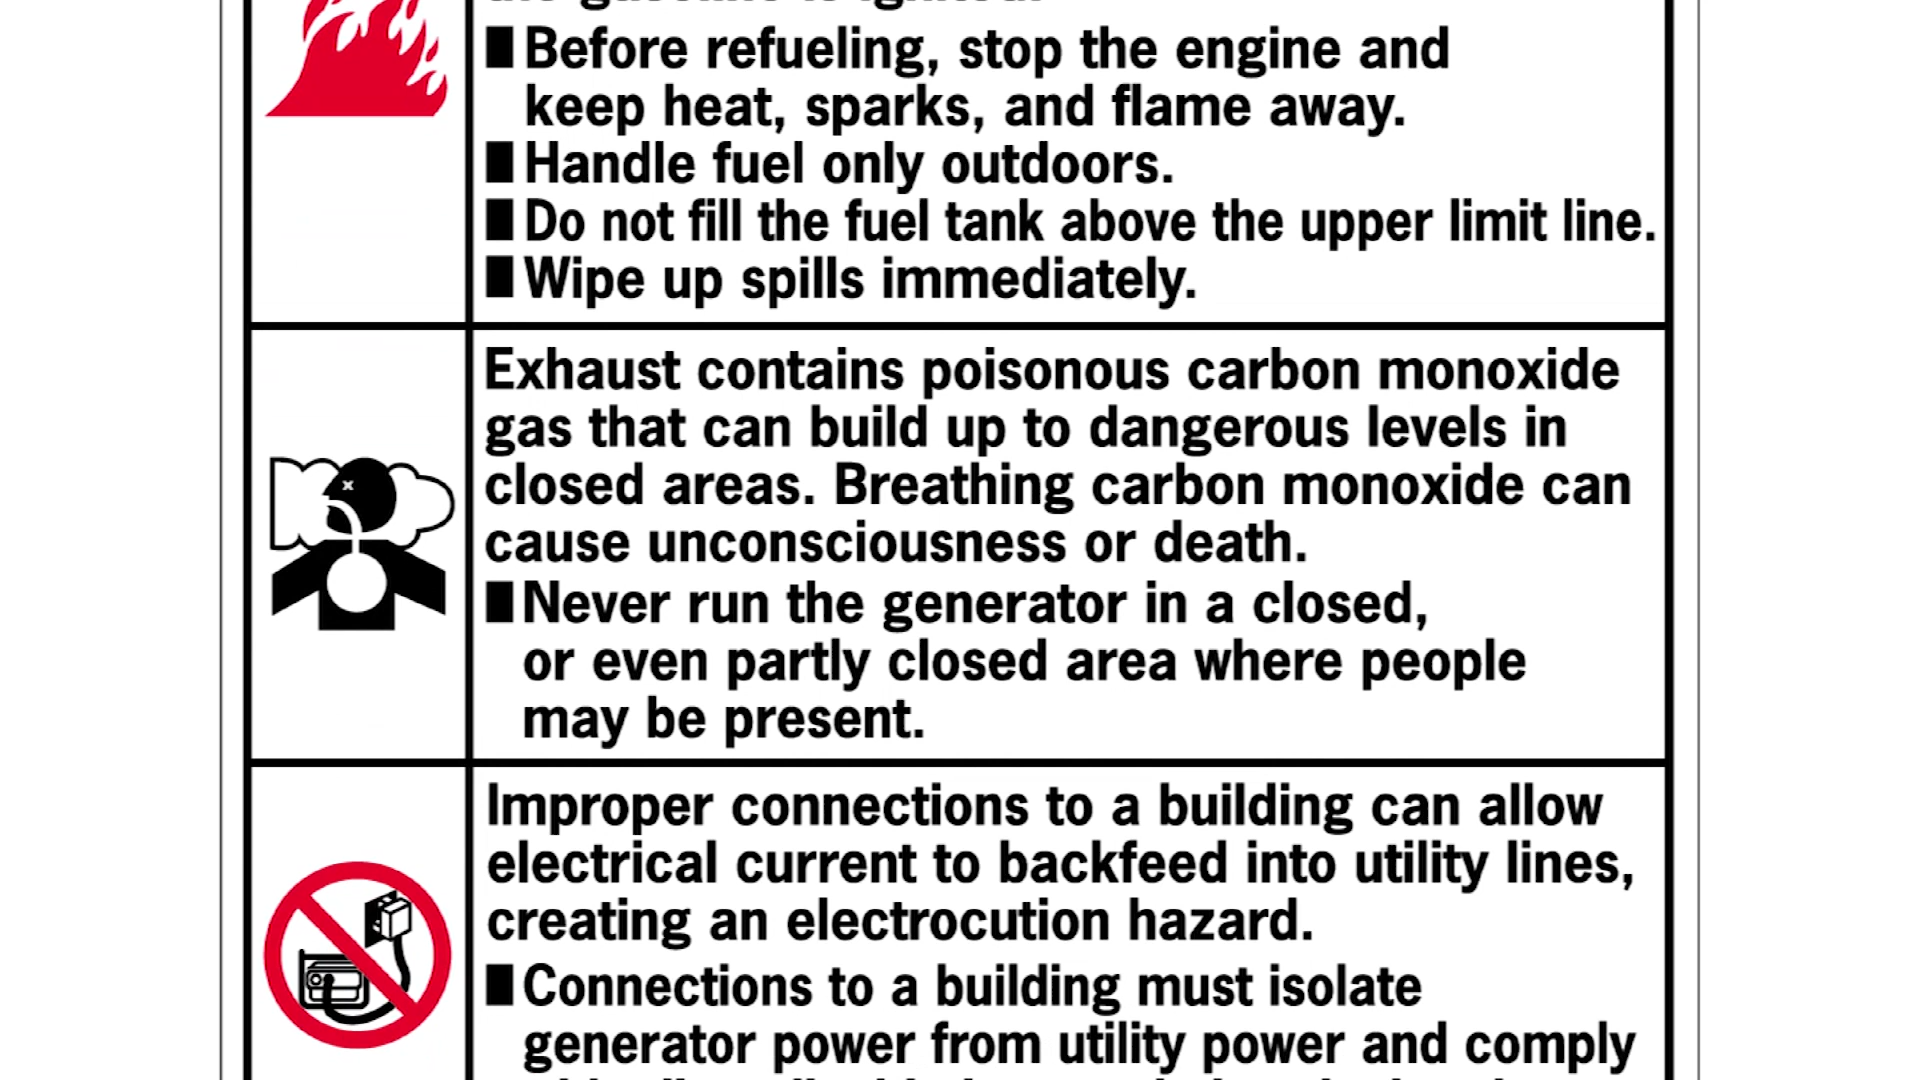 ■ Before refueling, stop the engine and
keep heat, sparks, and flame away.
■ Handle fuel only outdoors.
■ Do not fill the fuel tank above the upper limit line.
■ Wipe up spills immediately.
Exhaust contains poisonous carbon monoxide
gas that can build up to dangerous levels in
closed areas. Breathing carbon monoxide can
cause unconsciousness or death.
■ Never run the generator in a closed,
or even partly closed area where people
may be present.
Improper connections to a building can allow
electrical current to backfeed into utility lines,
creating an electrocution hazard.
■ Connections to a building must isolate
generator power from utility power and comply